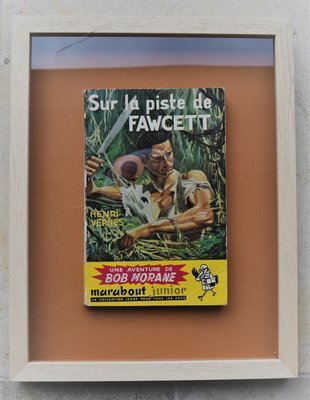 Sur la piste de
FAWCETT
HENRI
VERNES
UNE AVENTURE DE
BOB MORANE
marabout junior
LA COLLECTION JEUNE POUR TOUS LES AGES